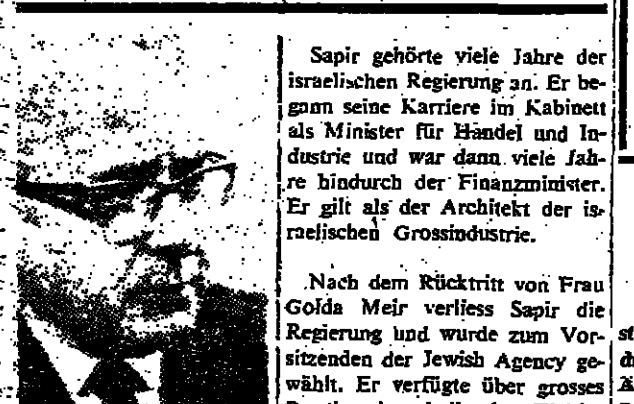 Sapir gehörte viele Jahre der
israelischen Regierung an. Er be-
gann seine Karriere im Kabinett
als Minister für Handel und In-
dustrie und war dann viele Jah-
re hindurch der Finanzminister.
Er gilt als der Architekt der is-
raelischen Grossindustrie.
Nach dem Rücktritt von Frau
Golda Meir verliess Sapir die
Regierung und wurde zum Vor-
sitzenden der Jewish Agency ge-
wählt. Er verfügte über grosses